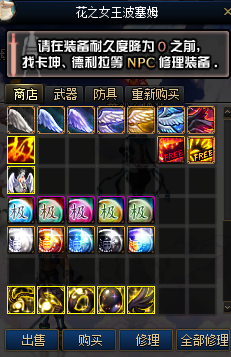 花之女王波塞姆
请在装备耐久度降为 0 之前，
找卡坤、德利拉等 NPC 修理装备．
商店 武器 防具 重新购买
FREE FREE
极 极 极 极 极
出售 购买 修理 全部修理